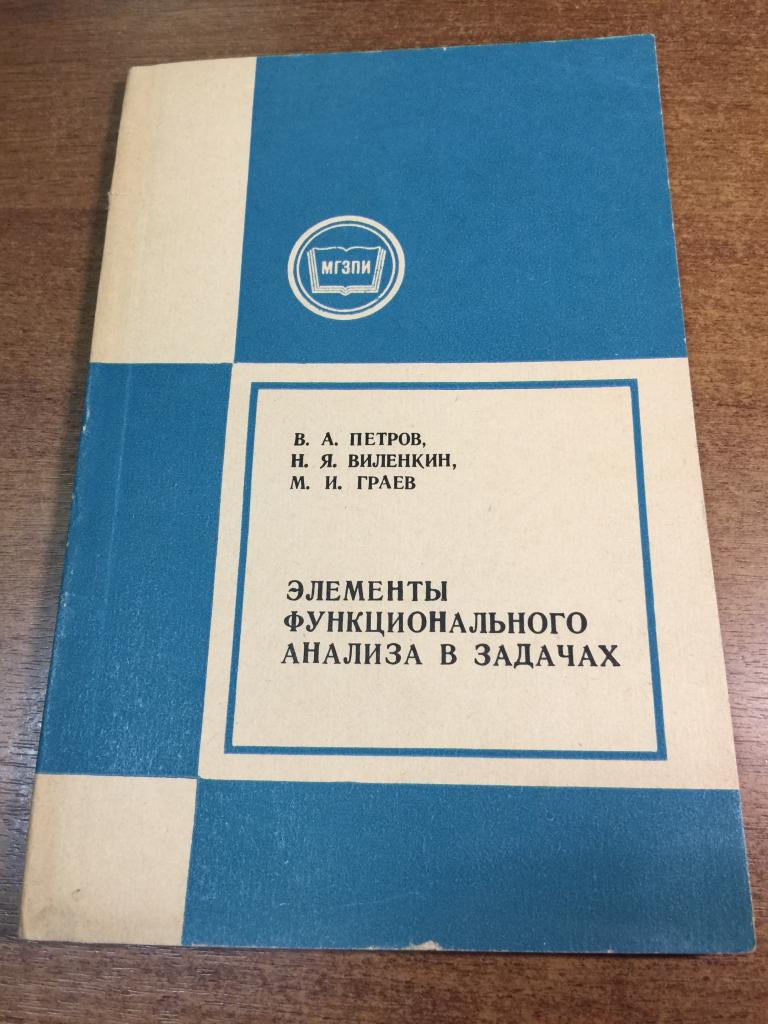 МГЗПИ
В. А. ПЕТРОВ,
Н. Я. ВИЛЕНКИН,
М. И. ГРАЕВ
ЭЛЕМЕНТЫ
ФУНКЦИОНАЛЬНОГО
АНАЛИЗА В ЗАДАЧАХ